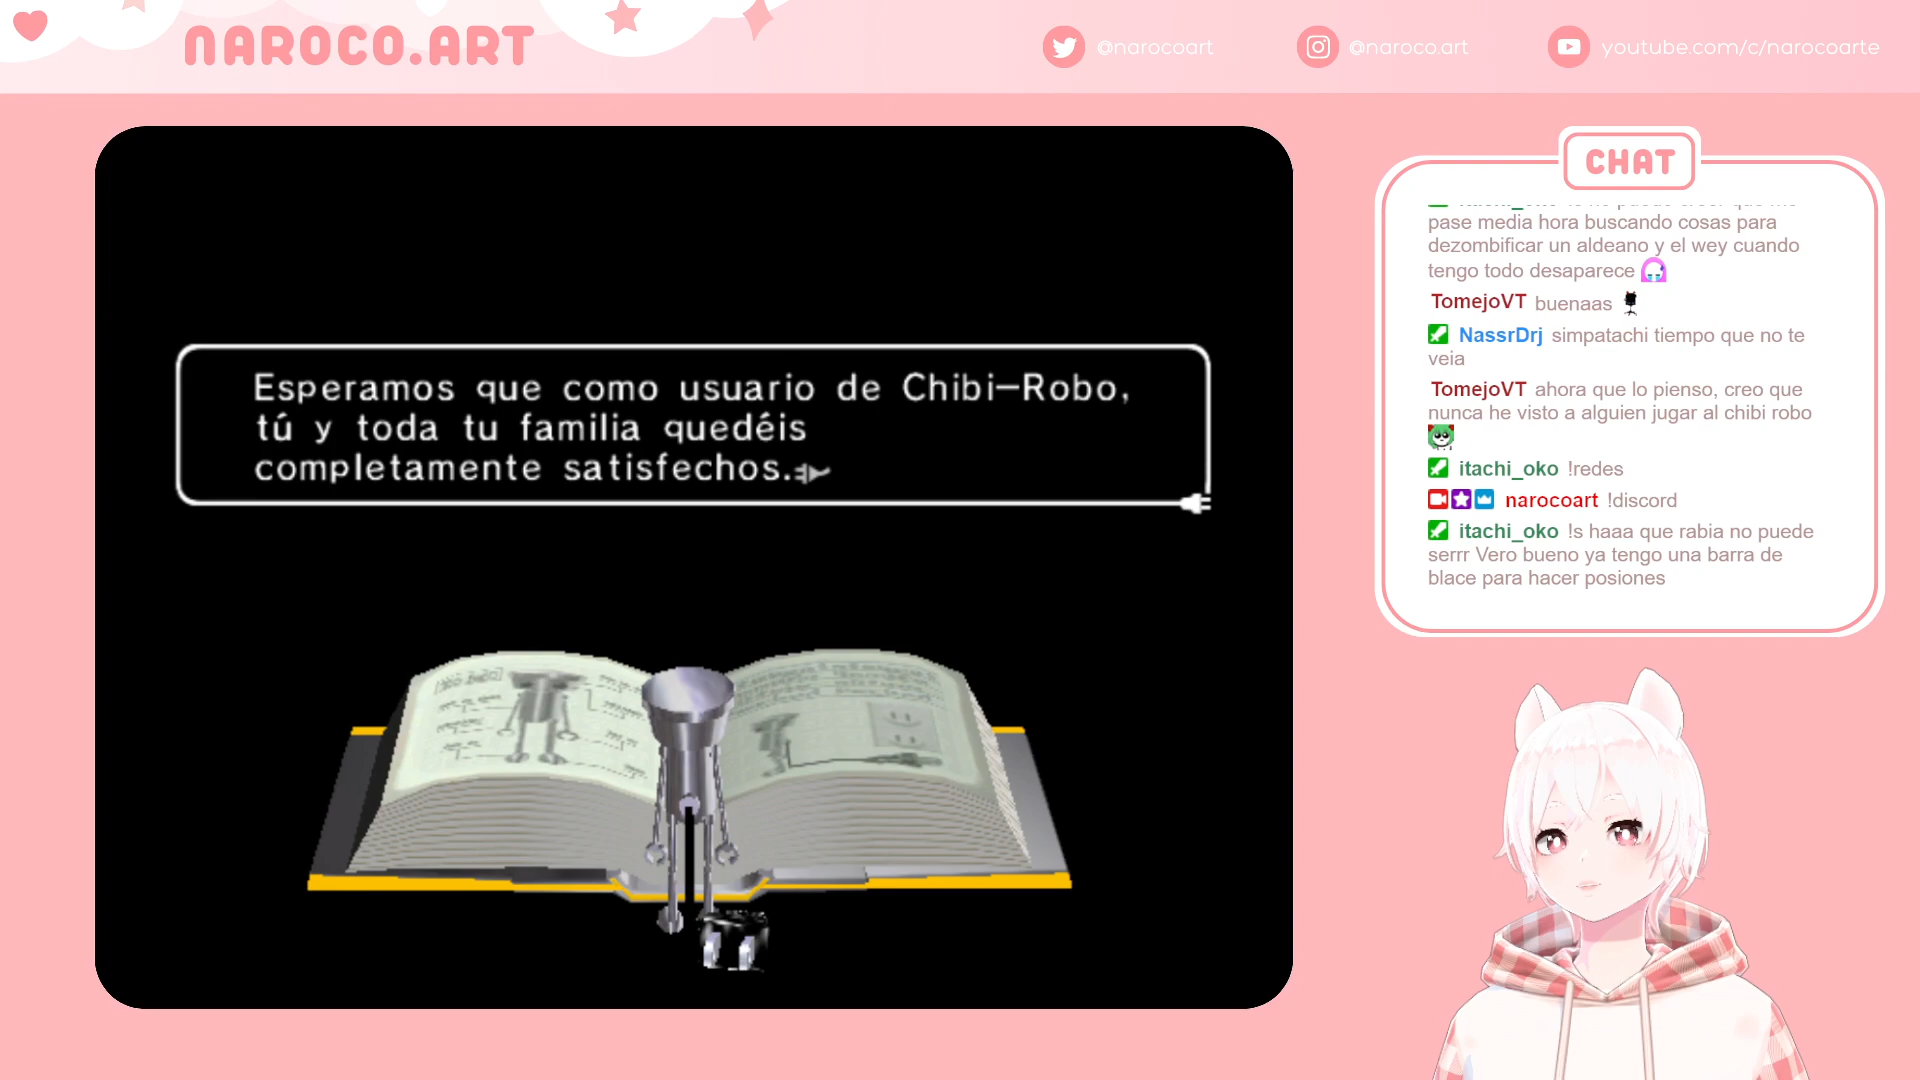 NAROCO.ART
@narocoart
@naroco.art
youtube.com/c/narocoarte
Esperamos que como usuario de Chibi-Robo,
tú y toda tu familia quedéis
completamente satisfechos.
CHAT
pase media hora buscando cosas para
dezombificar un aldeano y el wey cuando
tengo todo desaparece
TomejoVT buenaas
NassrDrj simpatachi tiempo que no te
veia
TomejoVT ahora que lo pienso, creo que
nunca he visto a alguien jugar al chibi robo
itachi_oko !redes
narocoart !discord
itachi_oko !s haaa que rabia no puede
serrr Vero bueno ya tengo una barra de
blace para hacer posiones